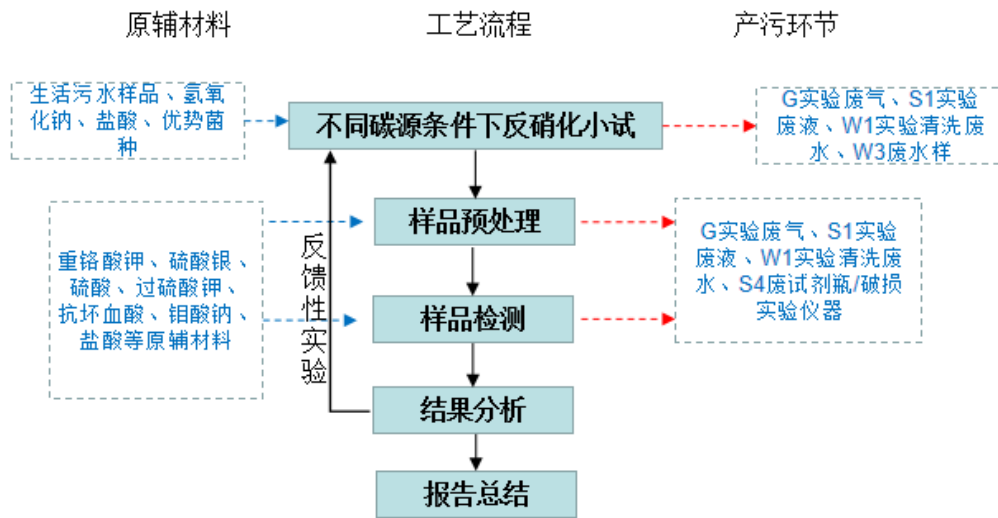 原辅材料
工艺流程
产污环节
生活污水样品、氢氧
化钠、盐酸、优势菌
种
不同碳源条件下反硝化小试
G实验废气、S1实验
废液、W1实验清洗废
水、W3废水样
样品预处理
重铬酸钾、硫酸银、
硫酸、过硫酸钾、
抗坏血酸、钼酸钠、
盐酸等原辅材料
反馈性实验
G实验废气、S1实验
废液、W1实验清洗废
水、S4废试剂瓶/破损
实验仪器
样品检测
结果分析
报告总结